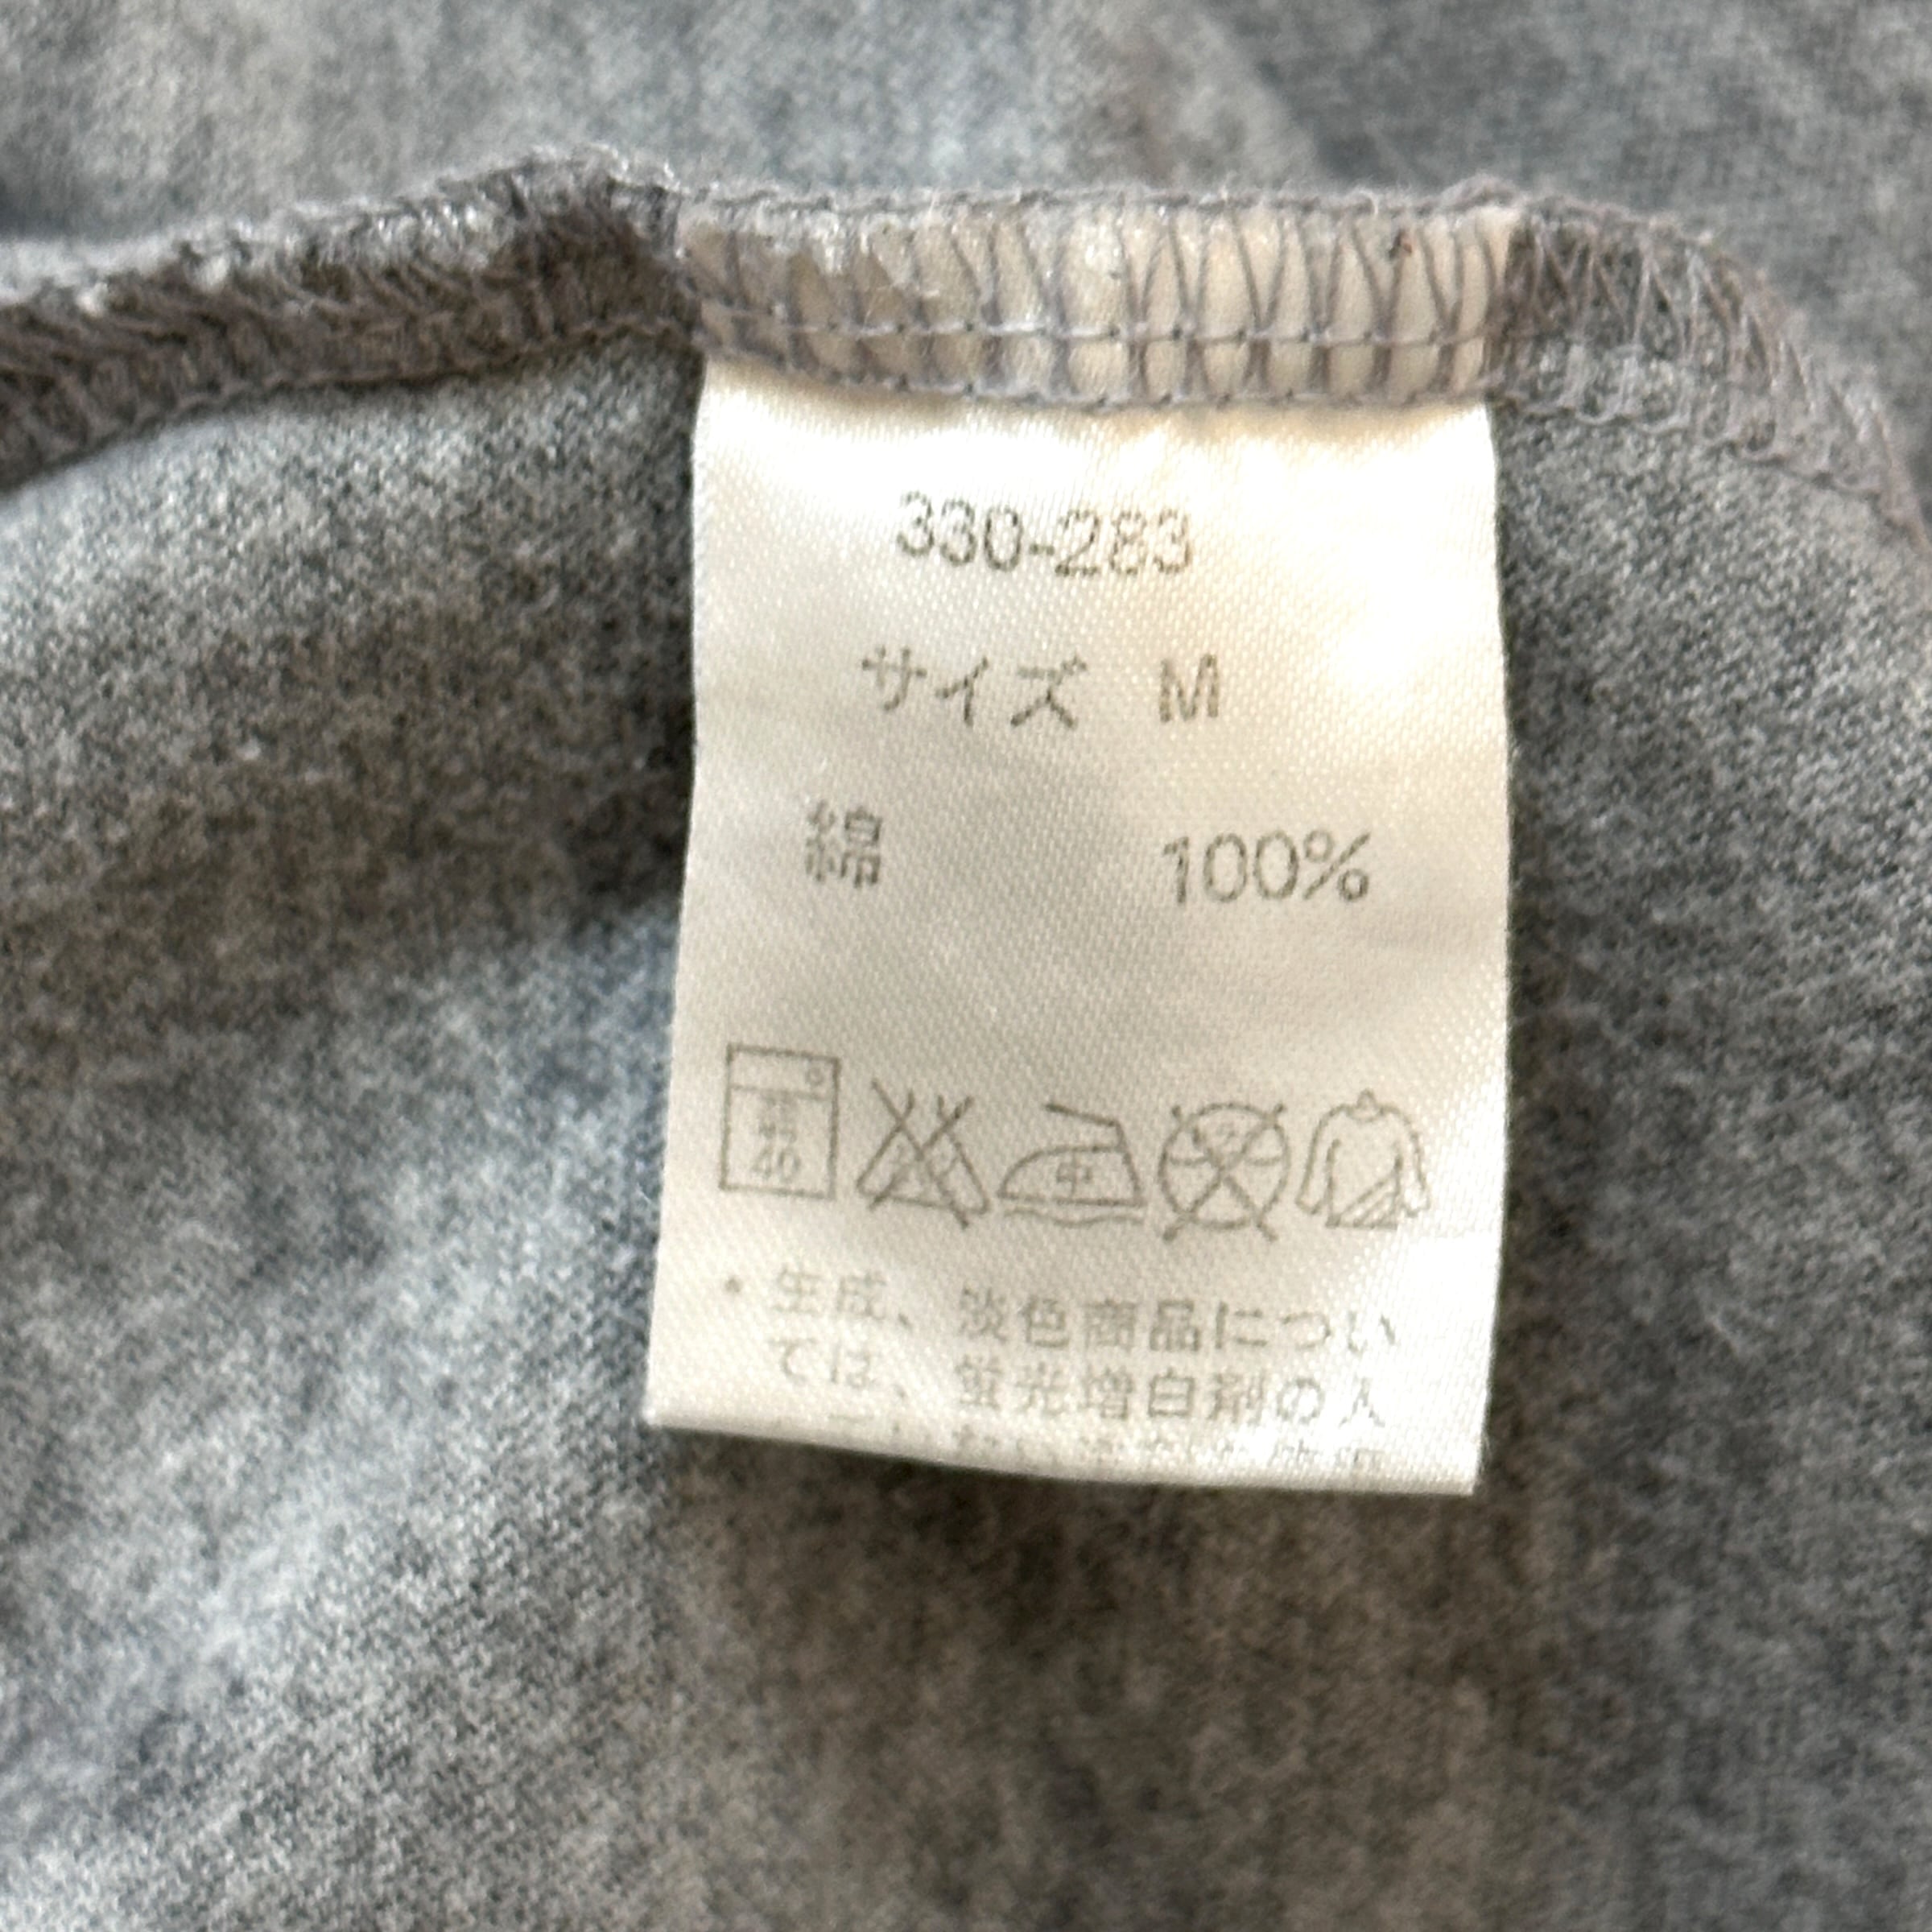 330-283
サイズ M
綿 100%
40
中
・生成、淡色商品につい
ては、蛍光増白剤の入